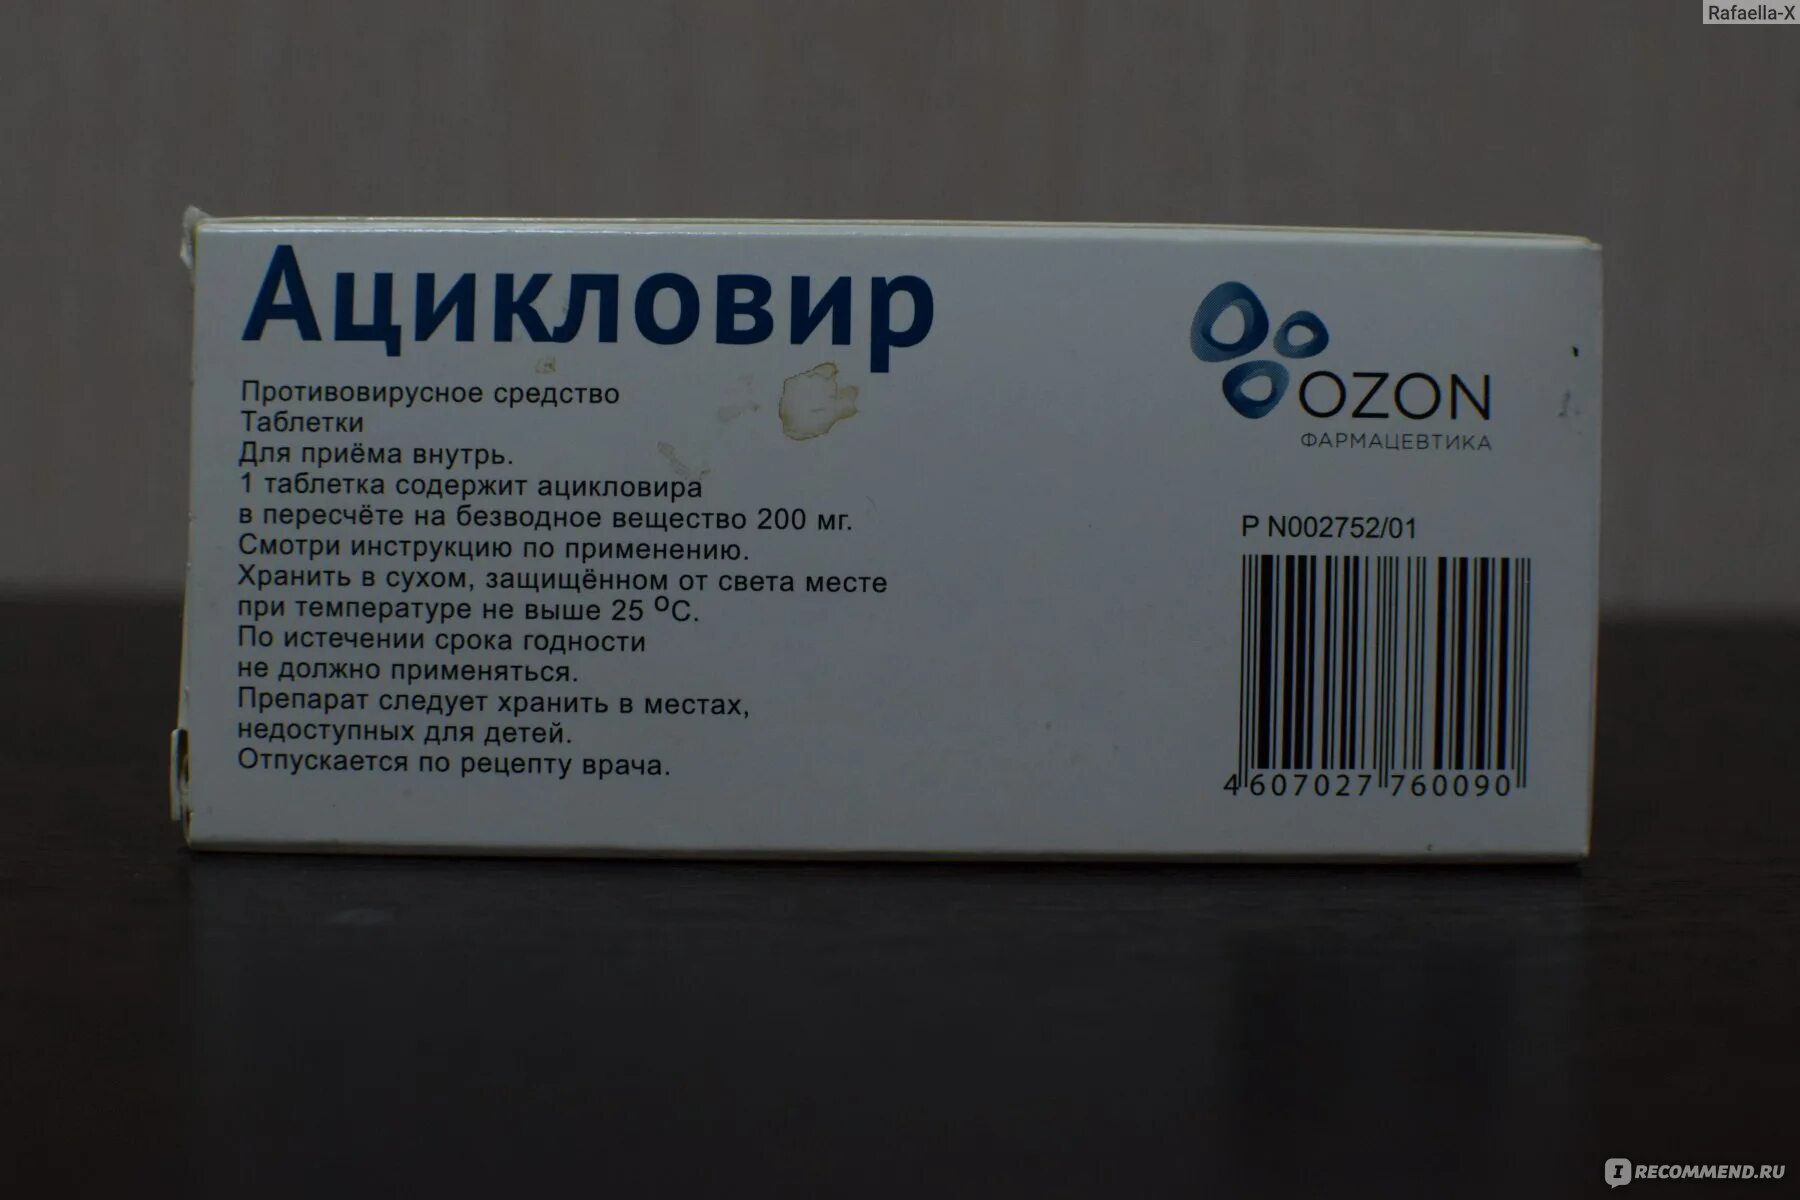 Rafaella-X
Ацикловир
Противовирусное средство
Таблетки
Для приёма внутрь.
1 таблетка содержит ацикловира
в пересчёте на безводное вещество 200 мг.
Смотри инструкцию по применению.
Хранить в сухом, защищённом от света месте
при температуре не выше 25 ºС.
По истечении срока годности
не должно применяться.
Препарат следует хранить в местах,
недоступных для детей.
Отпускается по рецепту врача.
OZON
ФАРМАЦЕВТИКА
Р N002752/01
4 607027 760090
IRECOMMEND.RU